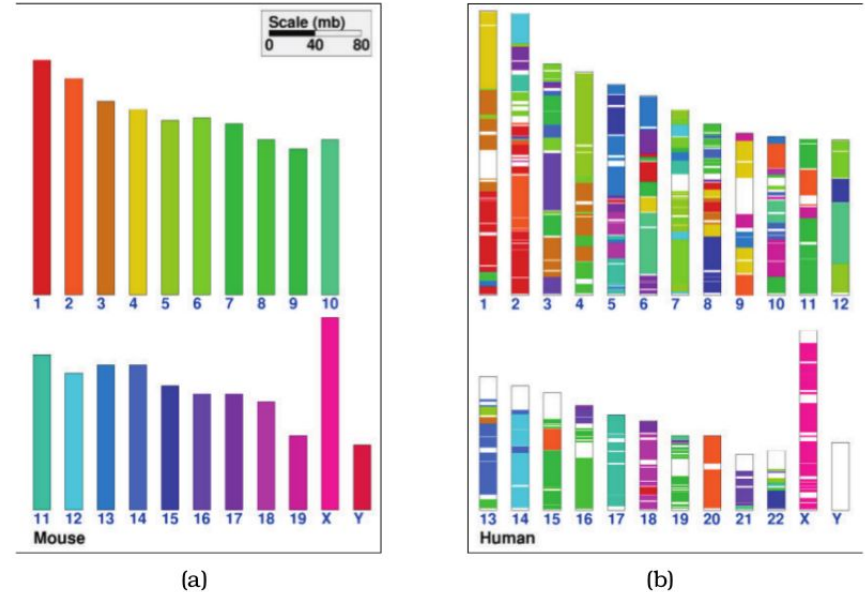 Scale (mb)
0 40 80
1 2 3 4 5 6 7 8 9 10
11 12 13 14 15 16 17 18 19 X Y
Mouse
(a)
1 2 3 4 5 6 7 8 9 10 11 12
13 14 15 16 17 18 19 20 21 22 X Y
Human
(b)